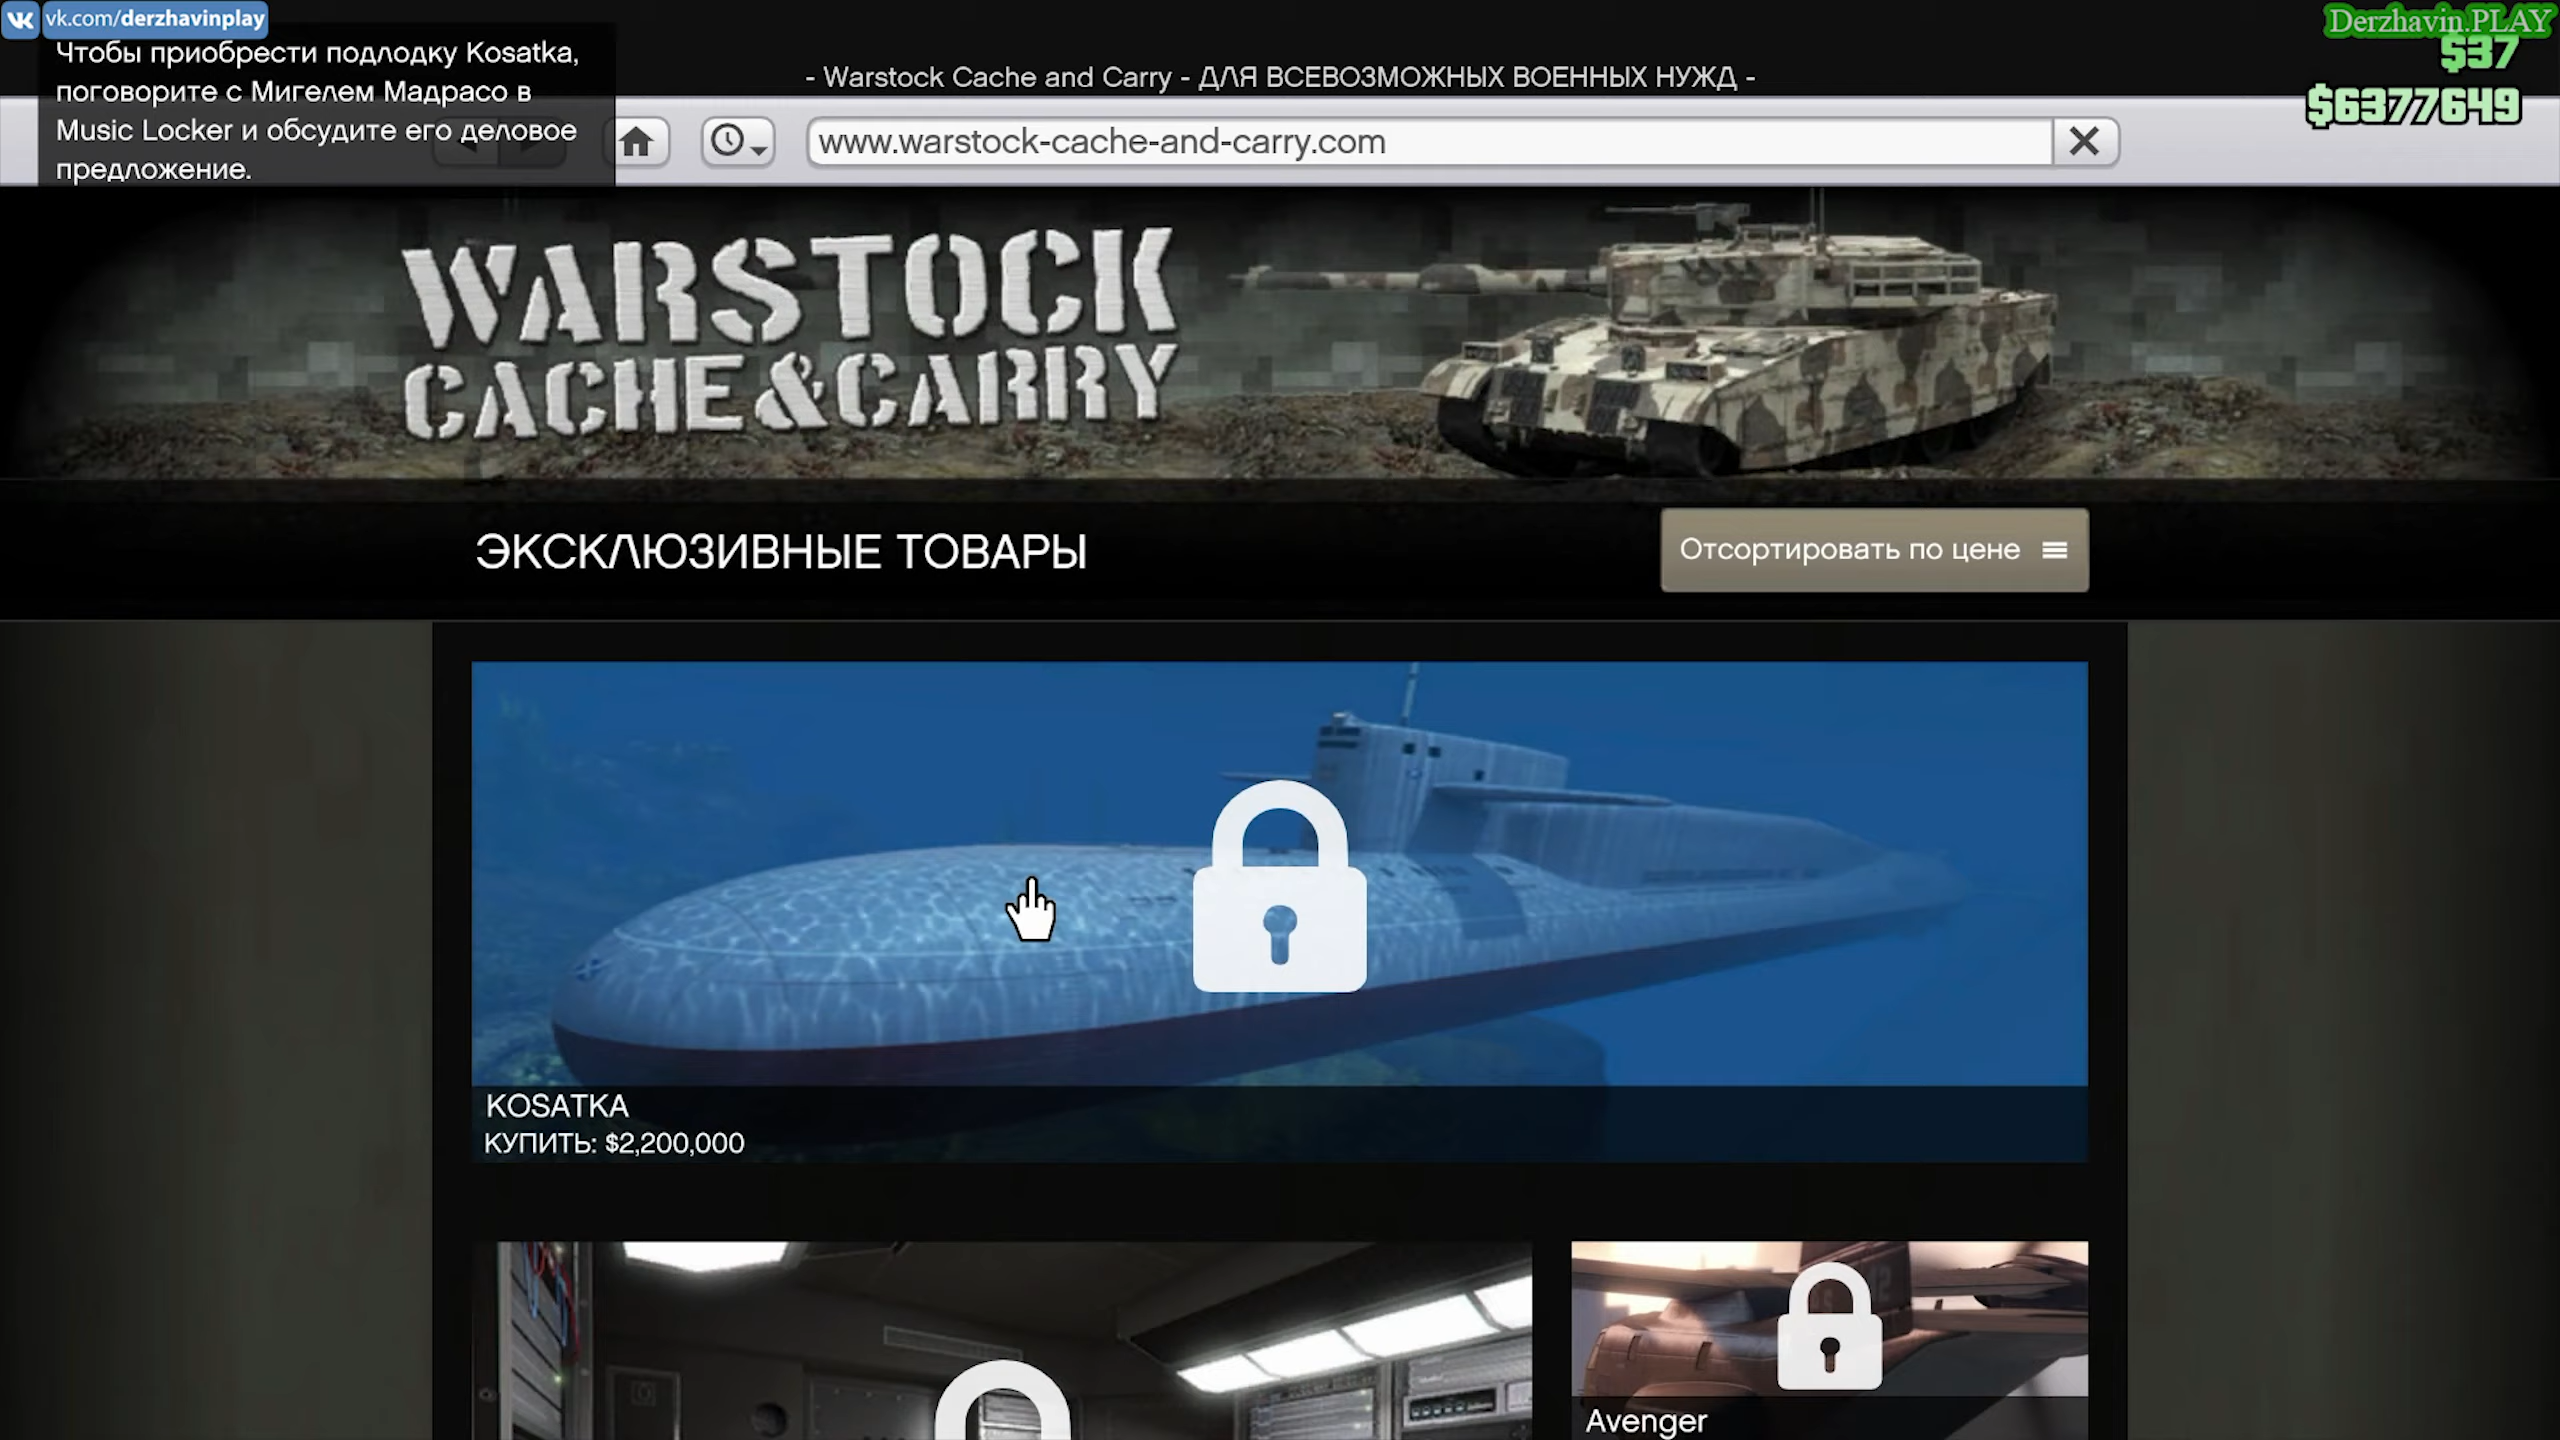 vk.com/derzhavinplay
Derzhavin.PLAY
Чтобы приобрести подлодку Kosatka,
поговорите с Мигелем Мадрасо в
Music Locker и обсудите его деловое
предложение.
- Warstock Cache and Carry - ДЛЯ ВСЕВОЗМОЖНЫХ ВОЕННЫХ НУЖД -
$37
$6377649
www.warstock-cache-and-carry.com
WARSTOCK
CACHE&CARRY
ЭКСКЛЮЗИВНЫЕ ТОВАРЫ
Отсортировать по цене
KOSATKA
КУПИТЬ: $2,200,000
Avenger